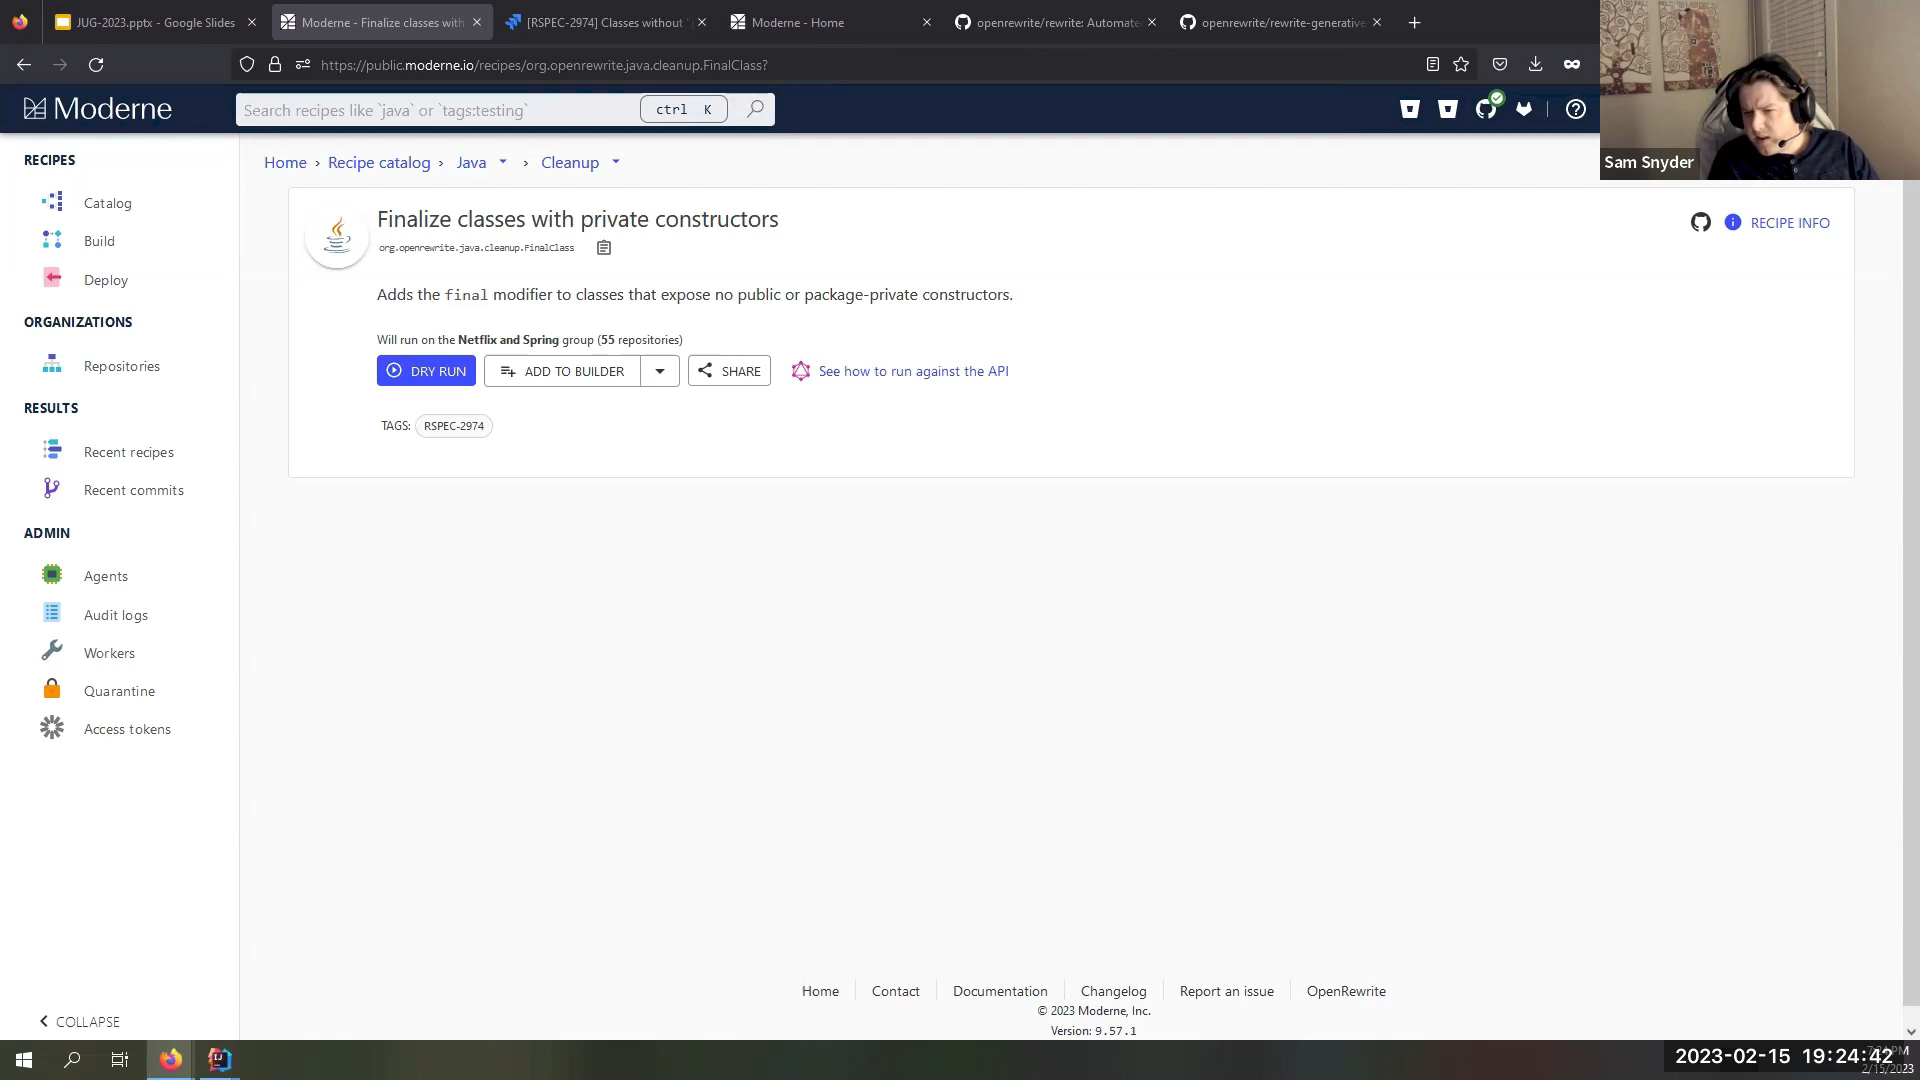 JUG-2023.pptx - Google Slides
Moderne - Finalize classes with
[RSPEC-2974] Classes without "
Moderne - Home
openrewrite/rewrite: Automate
openrewrite/rewrite-generative
https://public.moderne.io/recipes/org.openrewrite.java.cleanup.FinalClass?
Moderne
Search recipes like `java` or `tags:testing`
ctrl K
Sam Snyder
RECIPES
Catalog
Build
Deploy
ORGANIZATIONS
Repositories
RESULTS
Recent recipes
Recent commits
ADMIN
Agents
Audit logs
Workers
Quarantine
Access tokens
COLLAPSE
Home › Recipe catalog › Java › Cleanup
Finalize classes with private constructors
org.openrewrite.java.cleanup.FinalClass
RECIPE INFO
Adds the final modifier to classes that expose no public or package-private constructors.
Will run on the Netflix and Spring group (55 repositories)
DRY RUN
ADD TO BUILDER
SHARE
See how to run against the API
TAGS: RSPEC-2974
Home
Contact
Documentation
Changelog
Report an issue
OpenRewrite
© 2023 Moderne, Inc.
Version: 9.57.1
2023-02-15 19:24:42
2/15/2023